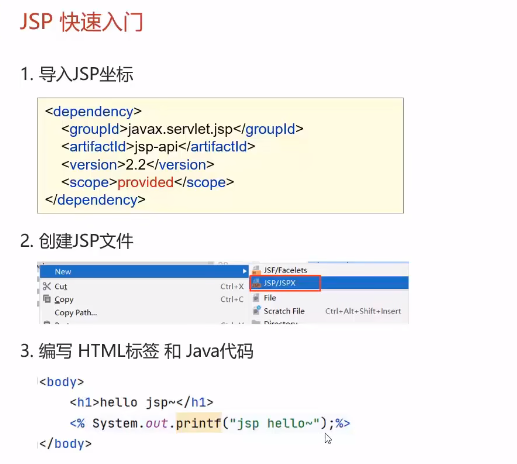 JSP 快速入门
1. 导入JSP坐标
<dependency>
<groupId>javax.servlet.jsp</groupId>
<artifactId>jsp-api</artifactId>
<version>2.2</version>
<scope>provided</scope>
</dependency>
2. 创建JSP文件
New
JSF/Facelets
JSP/JSPX
Cut Ctrl+X
File
Copy Ctrl+C
Scratch File Ctrl+Alt+Shift+Insert
Copy Path...
Directory
3. 编写 HTML标签 和 Java代码
<body>
<h1>hello jsp~</h1>
<% System.out.printf("jsp hello~");%>
</body>